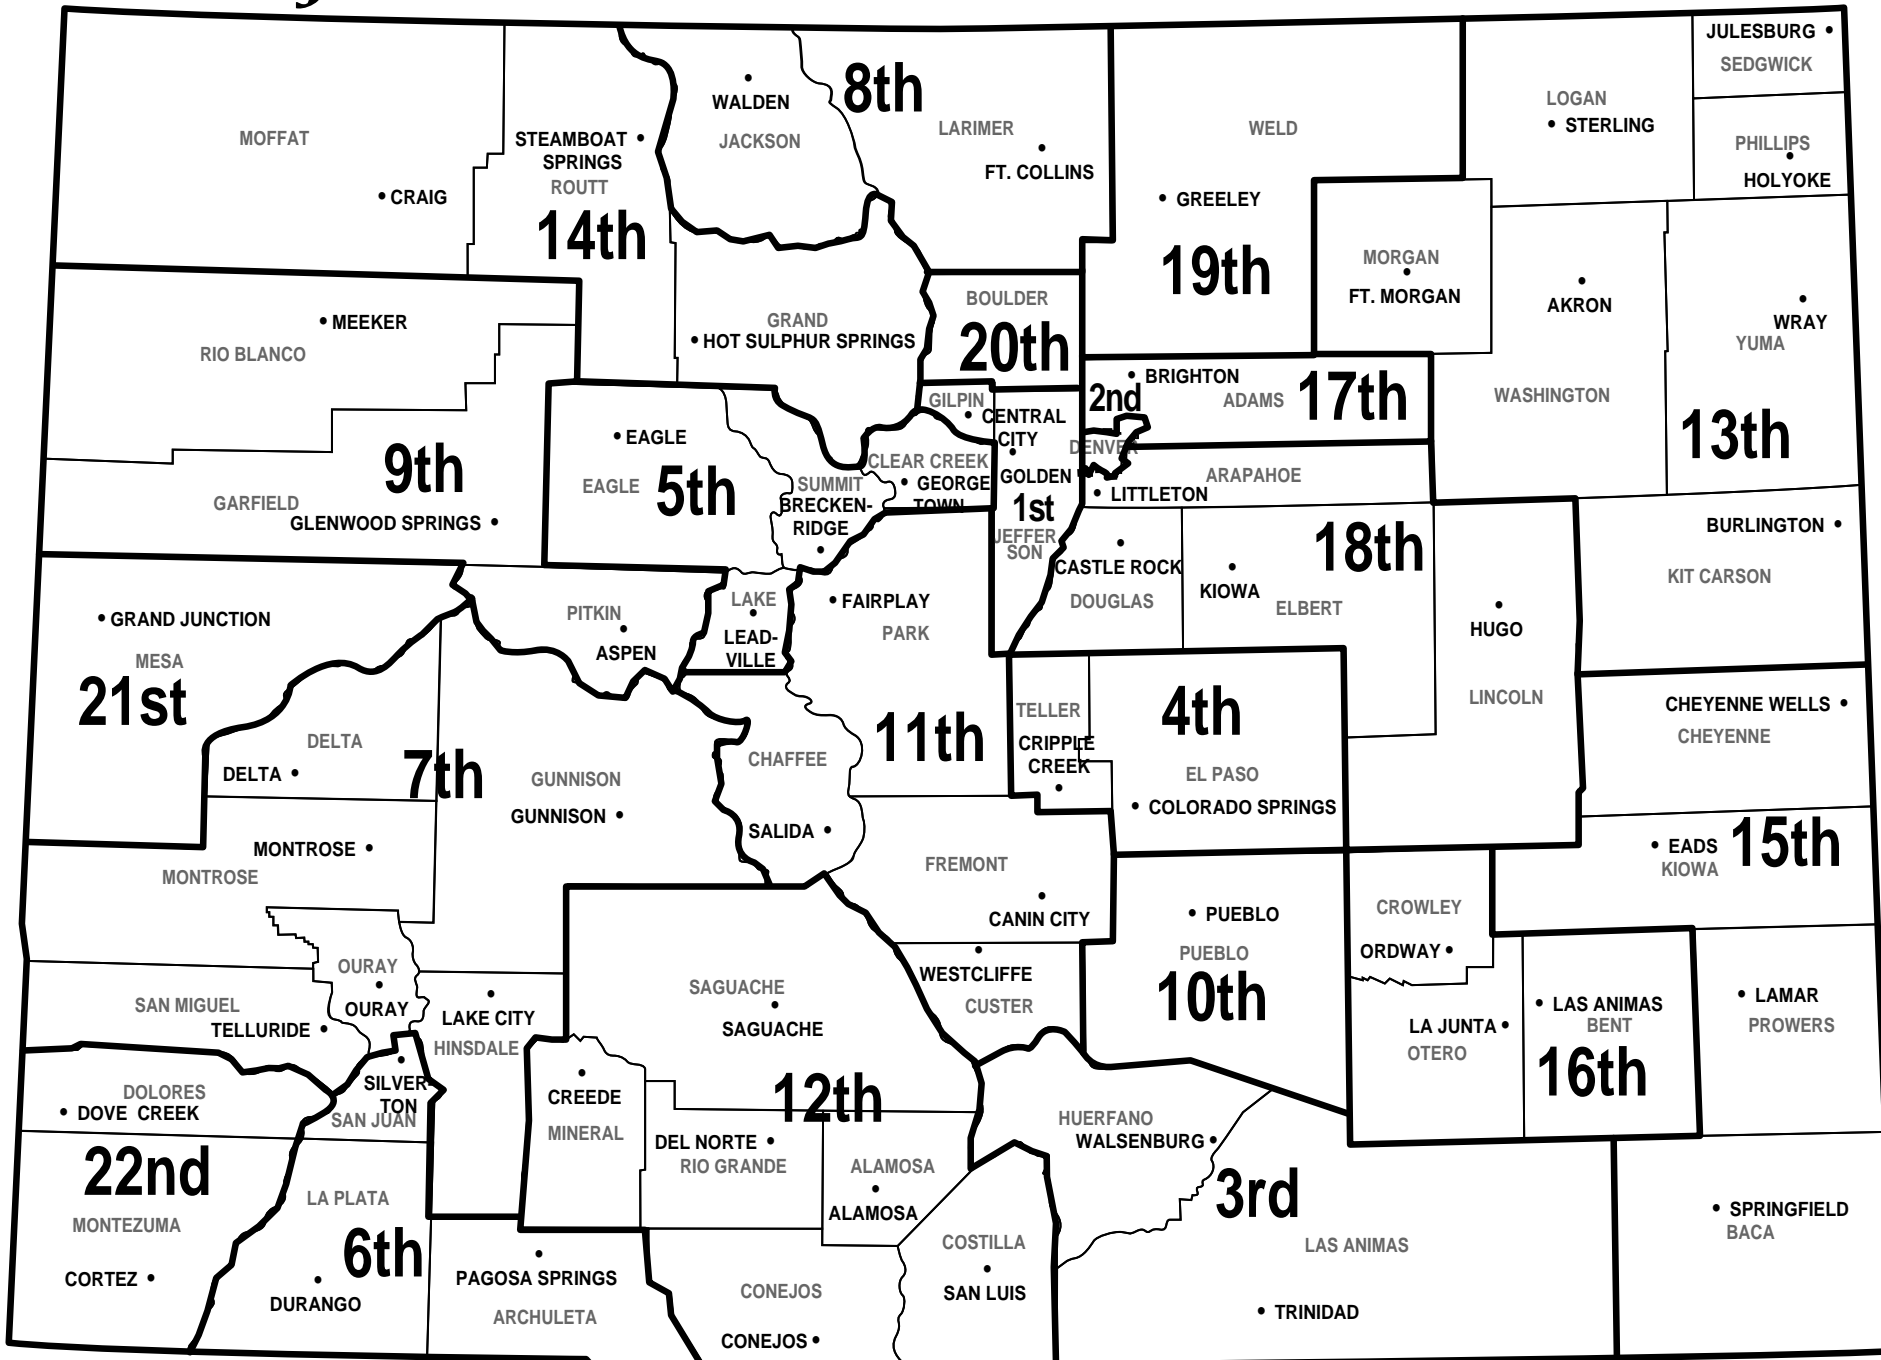 JULESBURG
SEDGWICK
WALDEN
JACKSON
8th
LARIMER
FT. COLLINS
WELD
GREELEY
19th
LOGAN
STERLING
PHILLIPS
HOLYOKE
MOFFAT
CRAIG
STEAMBOAT
SPRINGS
ROUTT
14th
MORGAN
FT. MORGAN
AKRON
WASHINGTON
WRAY
YUMA
13th
MEEKER
RIO BLANCO
GRAND
HOT SULPHUR SPRINGS
BOULDER
20th
BRIGHTON
ADAMS
17th
2nd
DENVER
GILPIN
CENTRAL
CITY
GOLDEN
1st
JEFFER
SON
9th
GARFIELD
GLENWOOD SPRINGS
EAGLE
EAGLE
5th
SUMMIT
BRECKEN-
RIDGE
CLEAR CREEK
GEORGE
TOWN
ARAPAHOE
LITTLETON
18th
CASTLE ROCK
DOUGLAS
KIOWA
ELBERT
BURLINGTON
KIT CARSON
HUGO
LINCOLN
GRAND JUNCTION
MESA
21st
PITKIN
ASPEN
LAKE
LEAD-
VILLE
FAIRPLAY
PARK
11th
TELLER
CRIPPLE
CREEK
4th
EL PASO
COLORADO SPRINGS
CHEYENNE WELLS
CHEYENNE
DELTA
DELTA
7th
GUNNISON
GUNNISON
CHAFFEE
SALIDA
MONTROSE
MONTROSE
FREMONT
CANIN CITY
EADS
KIOWA
15th
PUEBLO
PUEBLO
10th
CROWLEY
ORDWAY
OURAY
OURAY
SAN MIGUEL
TELLURIDE
LAKE CITY
HINSDALE
SAGUACHE
SAGUACHE
WESTCLIFFE
CUSTER
LA JUNTA
OTERO
LAS ANIMAS
BENT
16th
LAMAR
PROWERS
DOLORES
DOVE CREEK
SILVER-
TON
SAN JUAN
CREEDE
MINERAL
12th
DEL NORTE
RIO GRANDE
ALAMOSA
ALAMOSA
HUERFANO
WALSENBURG
3rd
22nd
MONTEZUMA
CORTEZ
LA PLATA
6th
DURANGO
PAGOSA SPRINGS
ARCHULETA
CONEJOS
CONEJOS
COSTILLA
SAN LUIS
LAS ANIMAS
TRINIDAD
SPRINGFIELD
BACA